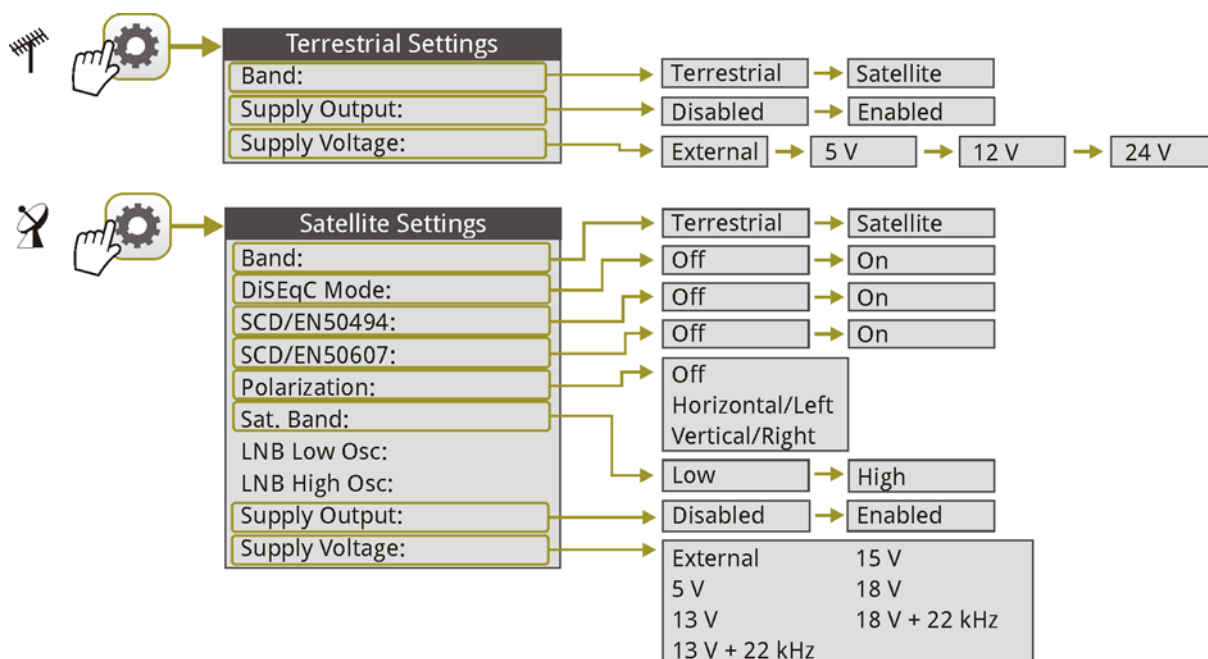 Terrestrial Settings
Band:
Terrestrial
Satellite
Supply Output:
Disabled
Enabled
Supply Voltage:
External
5 V
12 V
24 V
Satellite Settings
Band:
Terrestrial
Satellite
DiSEqC Mode:
Off
On
SCD/EN50494:
Off
On
SCD/EN50607:
Off
On
Polarization:
Off
Horizontal/Left
Vertical/Right
Sat. Band:
Low
High
LNB Low Osc:
LNB High Osc:
Supply Output:
Disabled
Enabled
Supply Voltage:
External
15 V
5 V
18 V
13 V
18 V + 22 kHz
13 V + 22 kHz